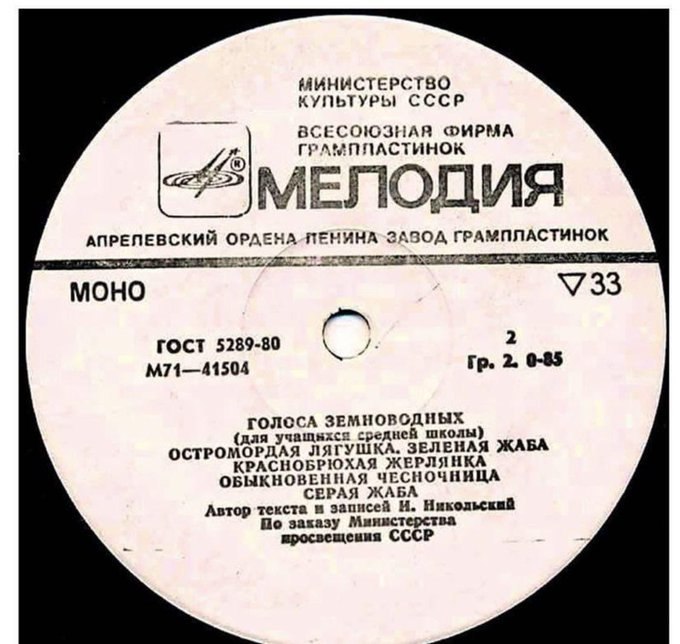 МИНИСТЕРСТВО
КУЛЬТУРЫ СССР
ВСЕСОЮЗНАЯ ФИРМА
ГРАМПЛАСТИНОК
®
МЕЛОДИЯ
АПРЕЛЕВСКИЙ ОРДЕНА ЛЕНИНА ЗАВОД ГРАМПЛАСТИНОК
МОНО
▽33
ГОСТ 5289-80
М71—41504
2
Гр. 2. 0-85
ГОЛОСА ЗЕМНОВОДНЫХ
(для учащихся средней школы)
ОСТРОМОРДАЯ ЛЯГУШКА. ЗЕЛЕНАЯ ЖАБА
КРАСНОБРЮХАЯ ЖЕРЛЯНКА
ОБЫКНОВЕННАЯ ЧЕСНОЧНИЦА
СЕРАЯ ЖАБА
Автор текста и записей И. Никольский
По заказу Министерства
просвещения СССР